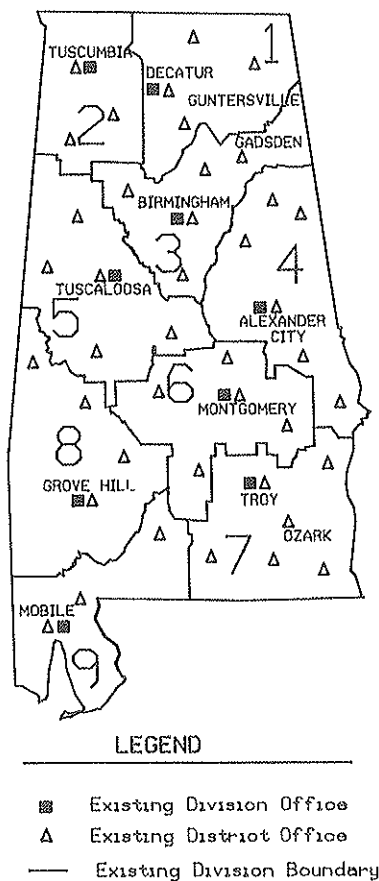 1
TUSCUMBIA
DECATUR
GUNTERSVILLE
2
GADSDEN
BIRMINGHAM
3
4
TUSCALOOSA
5
ALEXANDER
CITY
6
MONTGOMERY
8
GROVE HILL
TROY
OZARK
7
MOBILE
9
LEGEND
Existing Division Office
Existing District Office
Existing Division Boundary